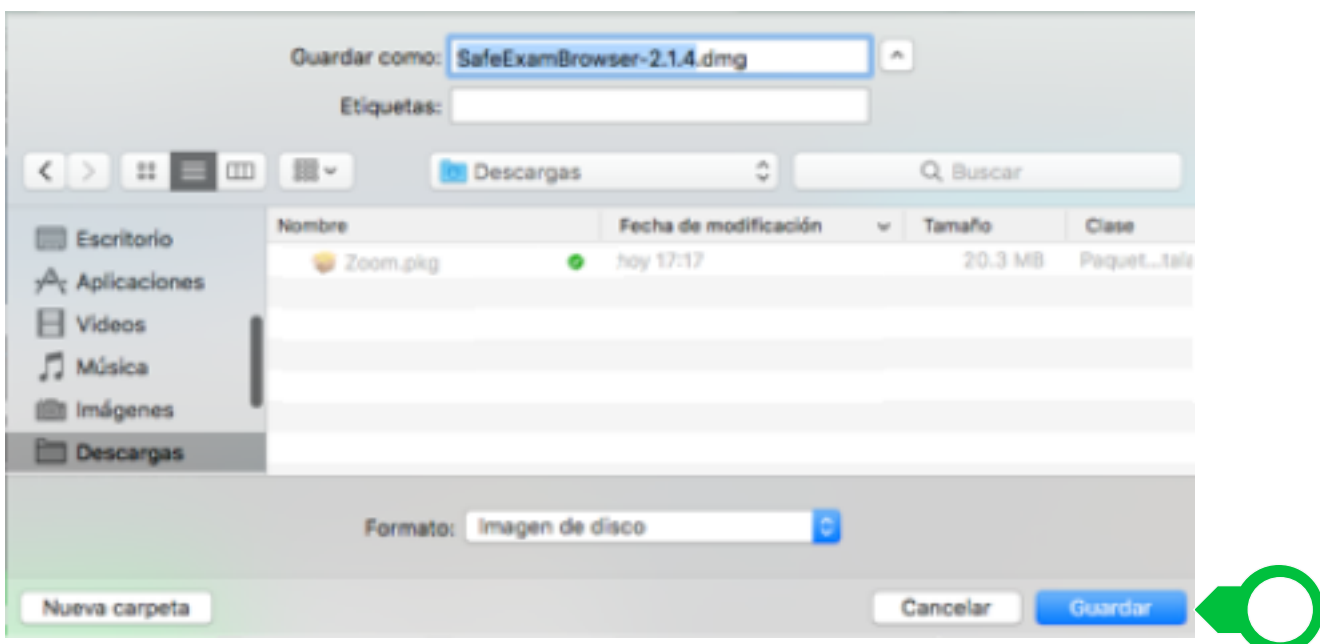 Guardar como: SafeExamBrowser-2.1.4.dmg
Etiquetas:
Descargas Buscar
Nombre Fecha de modificación Tamaño Clase
Escritorio
Zoom.pkg hoy 17:17 20.3 MB Paquet...tala
Aplicaciones
Videos
Música
Imágenes
Descargas
Formato: Imagen de disco
Nueva carpeta Cancelar Guardar